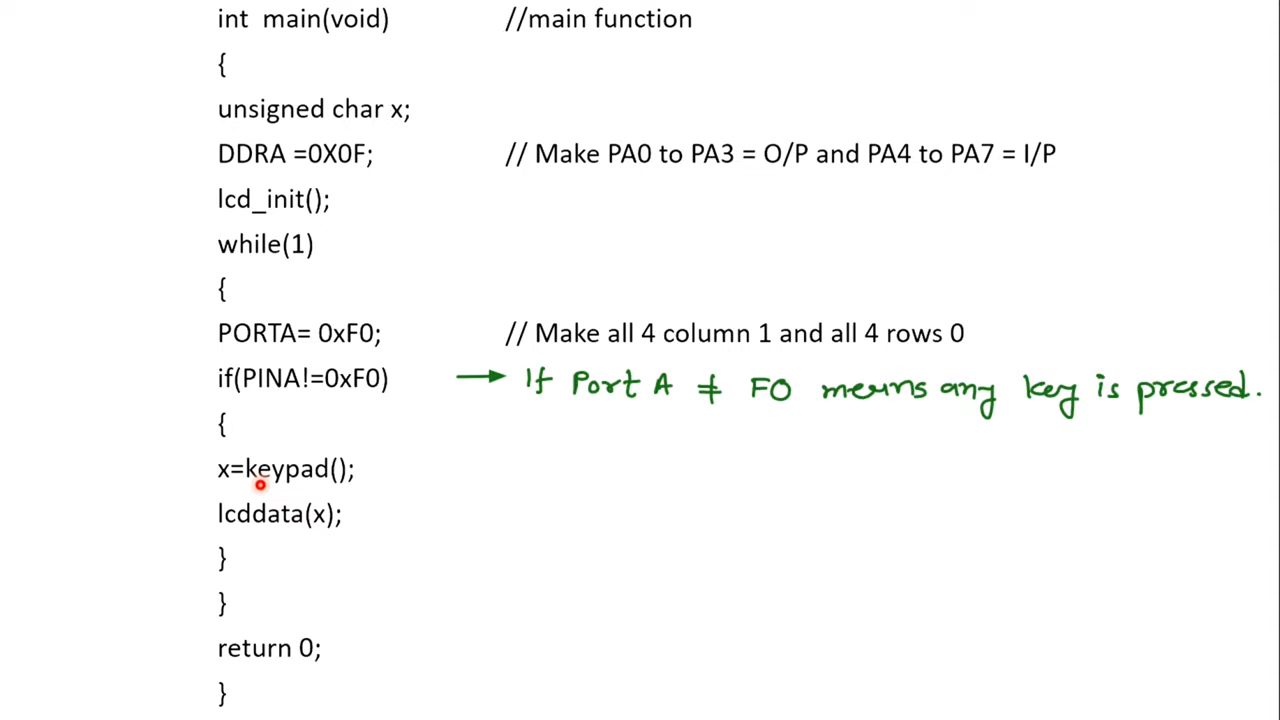 int main(void) //main function
{
unsigned char x;
DDRA =0X0F; // Make PA0 to PA3 = O/P and PA4 to PA7 = I/P
lcd_init();
while(1)
{
PORTA= 0xF0; // Make all 4 column 1 and all 4 rows 0
if(PINA!=0xF0) → If Port A ≠ F0 means any key is pressed.
{
x=keypad();
lcddata(x);
}
}
return 0;
}